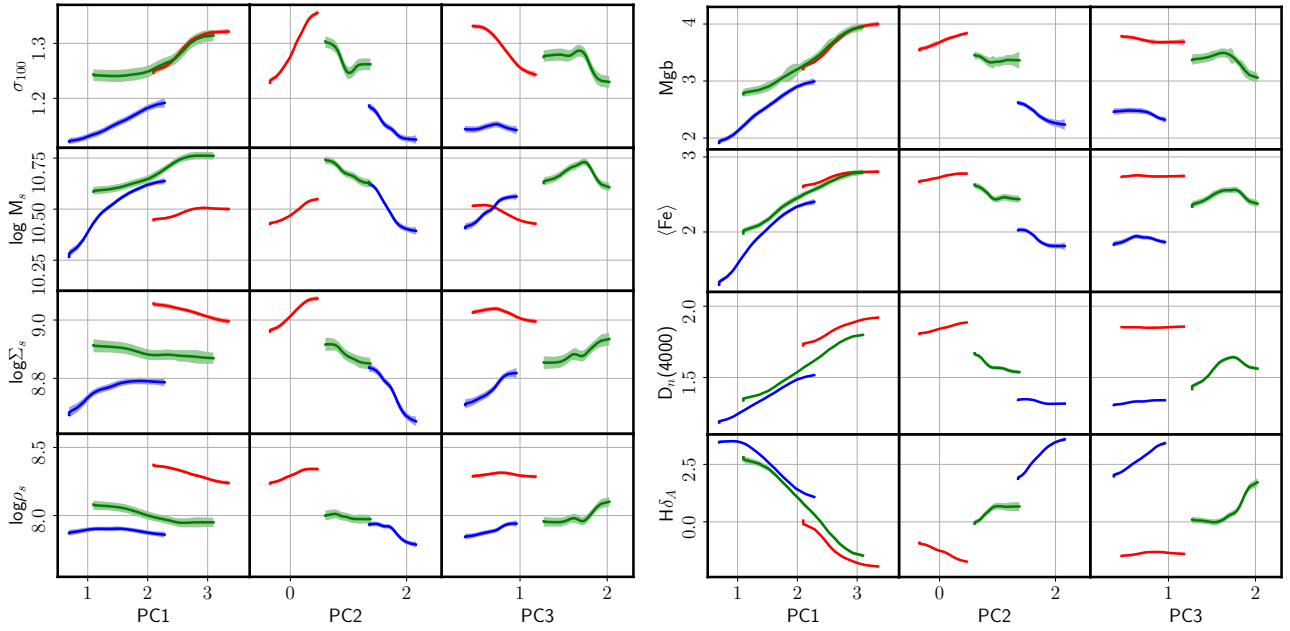 σ100
1.3
1.2
log Ms
10.75
10.50
10.25
logΣs
9.0
8.8
logρs
8.5
8.0
1 2 3 0 2 1 2
PC1 PC2 PC3
Mgb
4
3
2
⟨Fe⟩
3
2
Dn(4000)
2.0
1.5
HδA
2.5
0.0
1 2 3 0 2 1 2
PC1 PC2 PC3